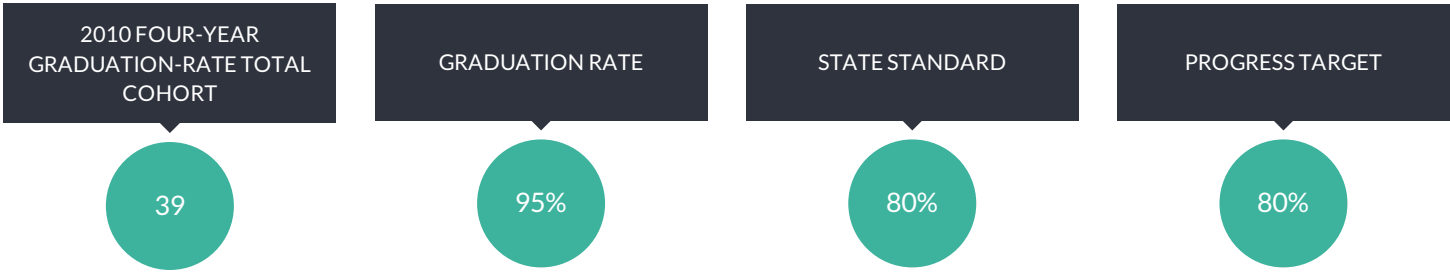 2010 FOUR-YEAR
GRADUATION-RATE TOTAL
COHORT
39
GRADUATION RATE
95%
STATE STANDARD
80%
PROGRESS TARGET
80%